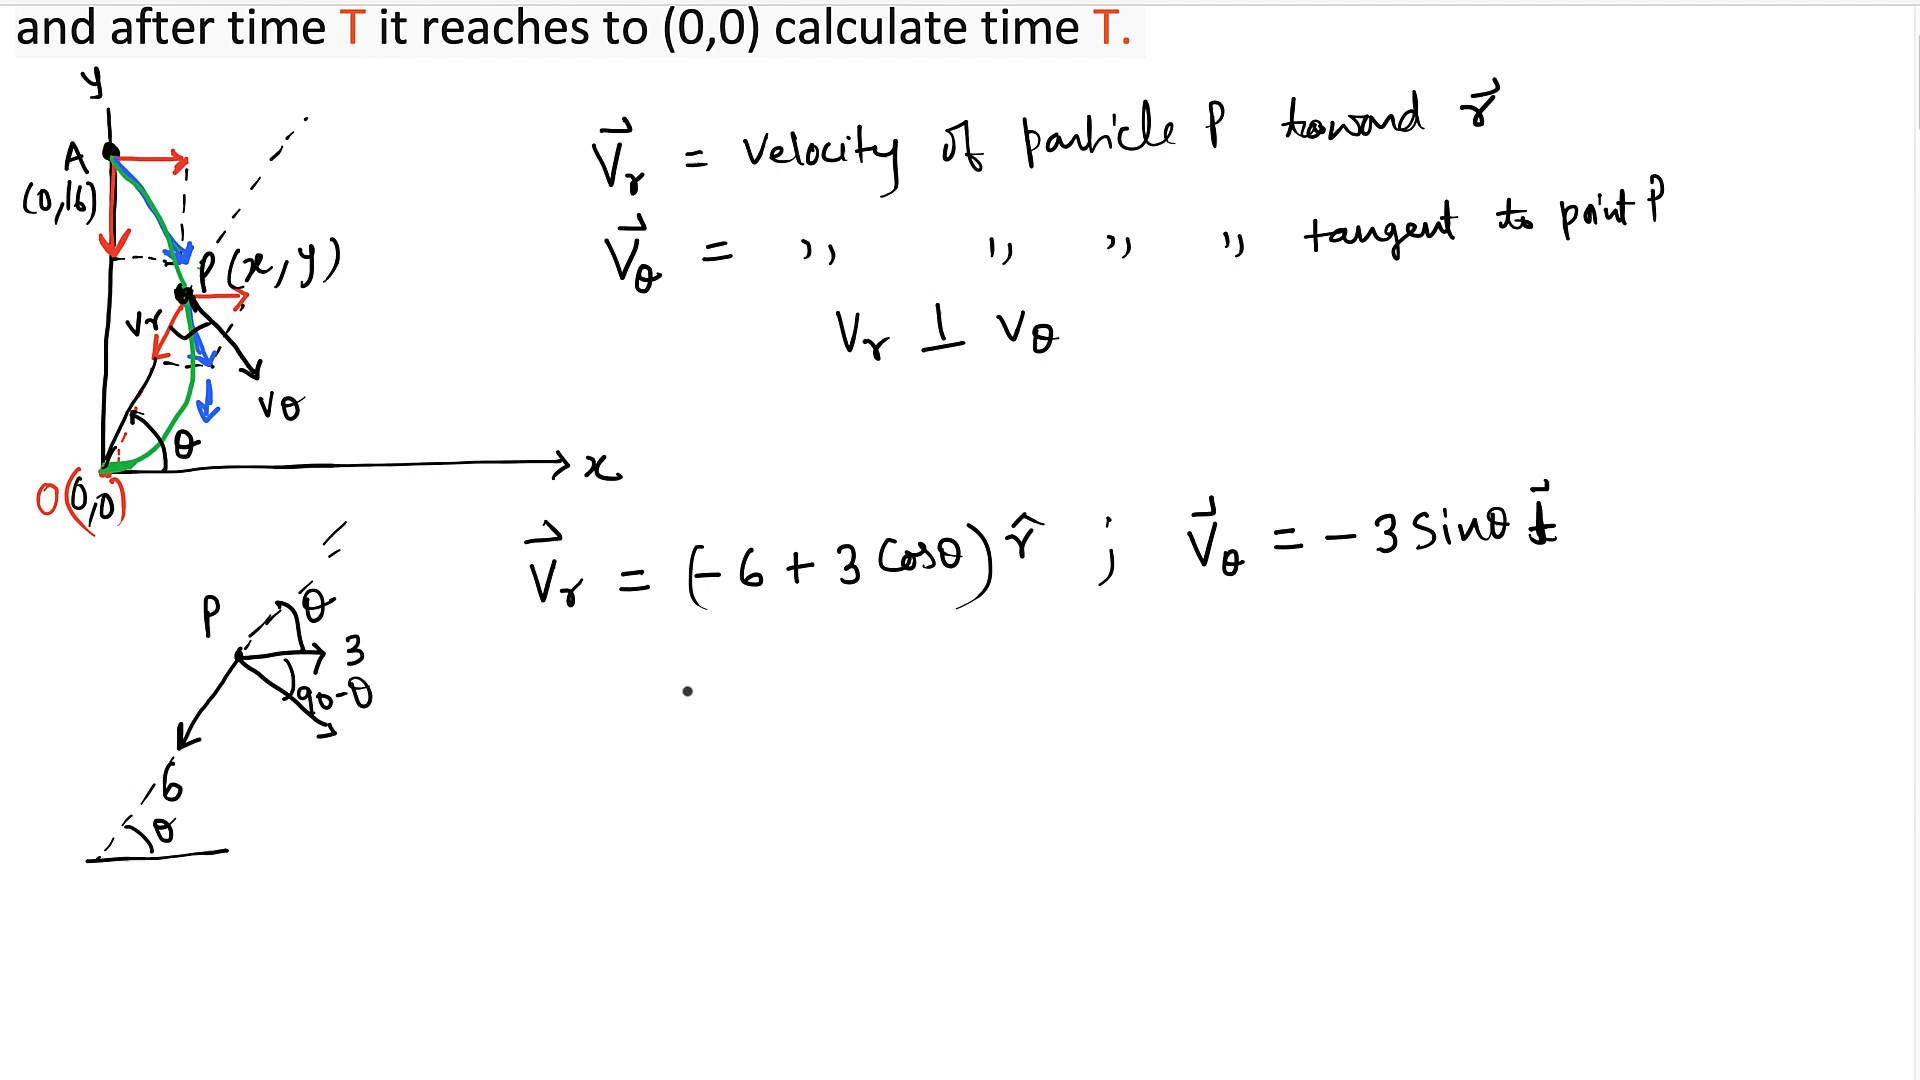 and after time T it reaches to (0,0) calculate time T.
y
A
(0,16)
P(x,y)
Vr
Vθ
θ
x
O(0,0)
V⃗r = Velocity of particle P toward r⃗
V⃗θ = ,, ,, ,, ,, tangent to point P
Vr ⊥ Vθ
V⃗r = (-6 + 3 Cosθ) r̂ ; V⃗θ = - 3 Sinθ t⃗
P
θ
3
90-θ
6
θ